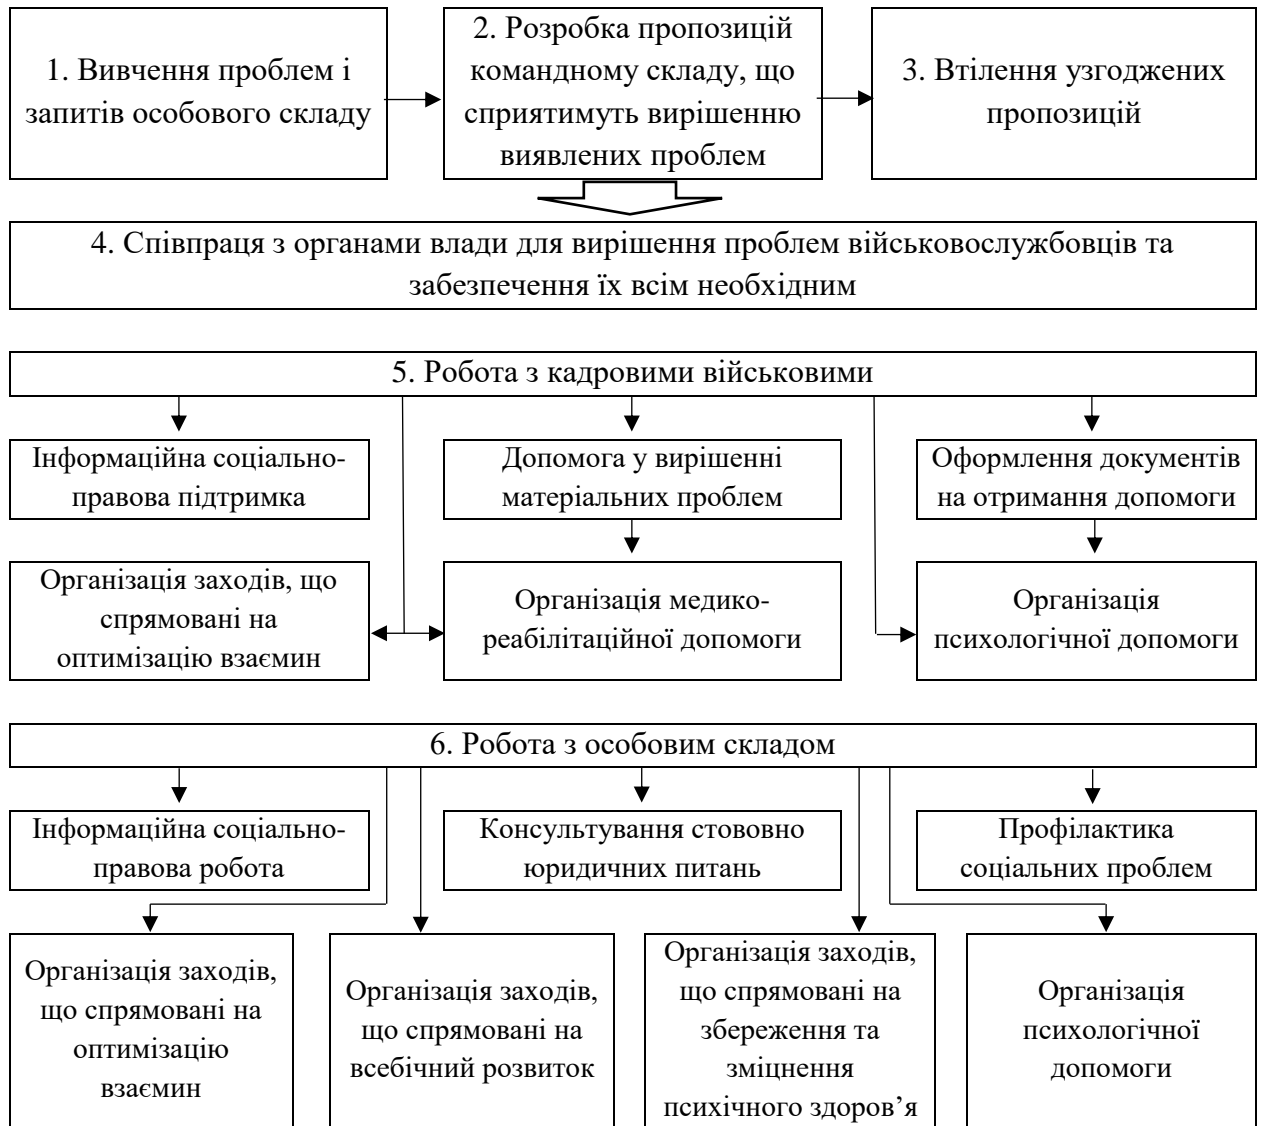 1. Вивчення проблем і
запитів особового складу
2. Розробка пропозицій
командному складу, що
сприятимуть вирішенню
виявлених проблем
3. Втілення узгоджених
пропозицій
4. Співпраця з органами влади для вирішення проблем військовослужбовців та
забезпечення їх всім необхідним
5. Робота з кадровими військовими
Інформаційна соціально-
правова підтримка
Допомога у вирішенні
матеріальних проблем
Оформлення документів
на отримання допомоги
Організація заходів, що
спрямовані на
оптимізацію взаємин
Організація медико-
реабілітаційної допомоги
Організація
психологічної допомоги
6. Робота з особовим складом
Інформаційна соціально-
правова робота
Консультування стововно
юридичних питань
Профілактика
соціальних проблем
Організація заходів,
що спрямовані на
оптимізацію
взаємин
Організація заходів,
що спрямовані на
всебічний розвиток
Організація заходів,
що спрямовані на
збереження та
зміцнення
психічного здоров’я
Організація
психологічної
допомоги